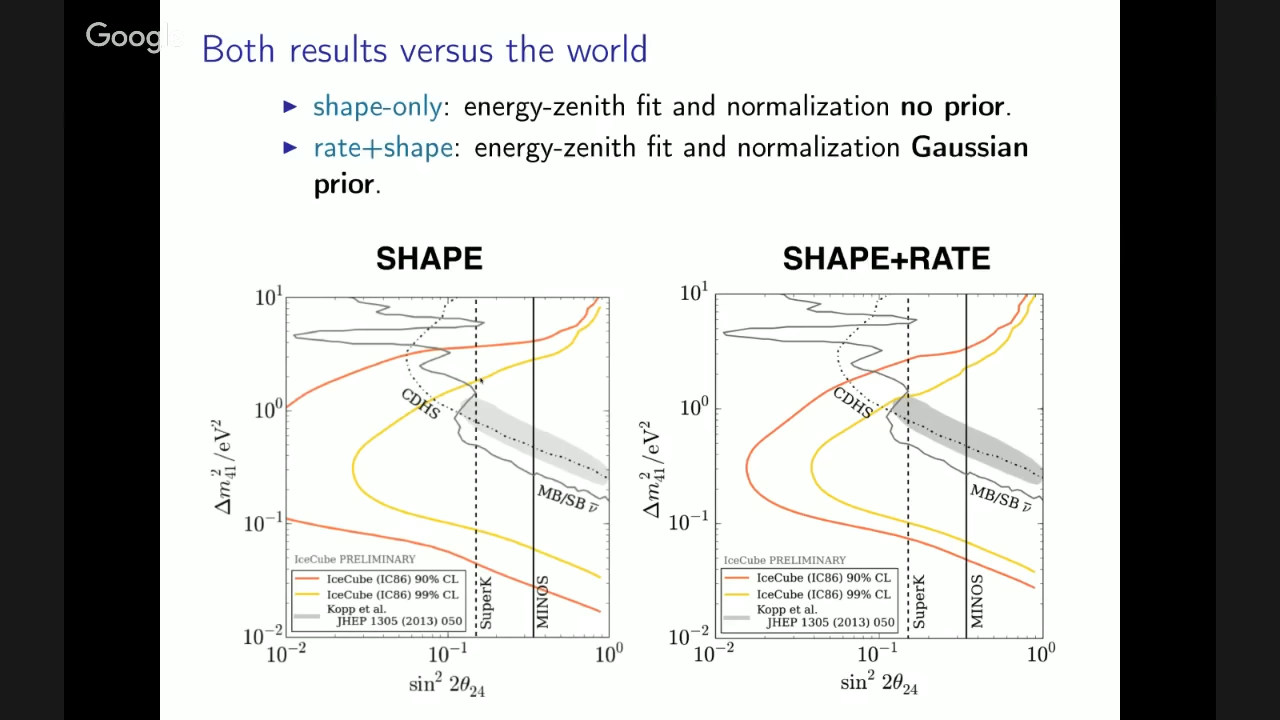 Googl
Both results versus the world
▶ shape-only: energy-zenith fit and normalization no prior.
▶ rate+shape: energy-zenith fit and normalization Gaussian
prior.
SHAPE
10¹
10⁰
10⁻¹
10⁻²
Δm²₄₁/eV²
CDHS
MB/SB ν̅
IceCube PRELIMINARY
IceCube (IC86) 90% CL
IceCube (IC86) 99% CL
Kopp et al.
JHEP 1305 (2013) 050
SuperK
MINOS
10⁻²
10⁻¹
10⁰
sin² 2θ₂₄
SHAPE+RATE
10¹
10⁰
10⁻¹
10⁻²
Δm²₄₁/eV²
CDHS
MB/SB ν̅
IceCube PRELIMINARY
IceCube (IC86) 90% CL
IceCube (IC86) 99% CL
Kopp et al.
JHEP 1305 (2013) 050
SuperK
MINOS
10⁻²
10⁻¹
10⁰
sin² 2θ₂₄